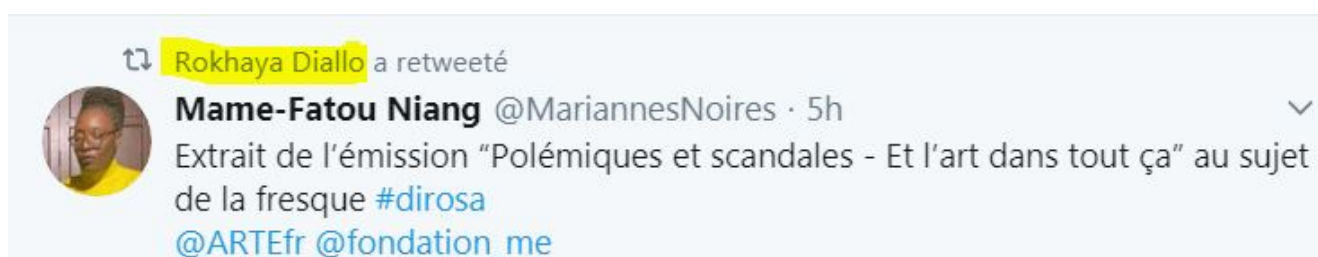 Rokhaya Diallo a retweeté
Mame-Fatou Niang @MariannesNoires · 5h
Extrait de l'émission “Polémiques et scandales - Et l'art dans tout ça” au sujet
de la fresque #dirosa
@ARTEfr @fondation_me